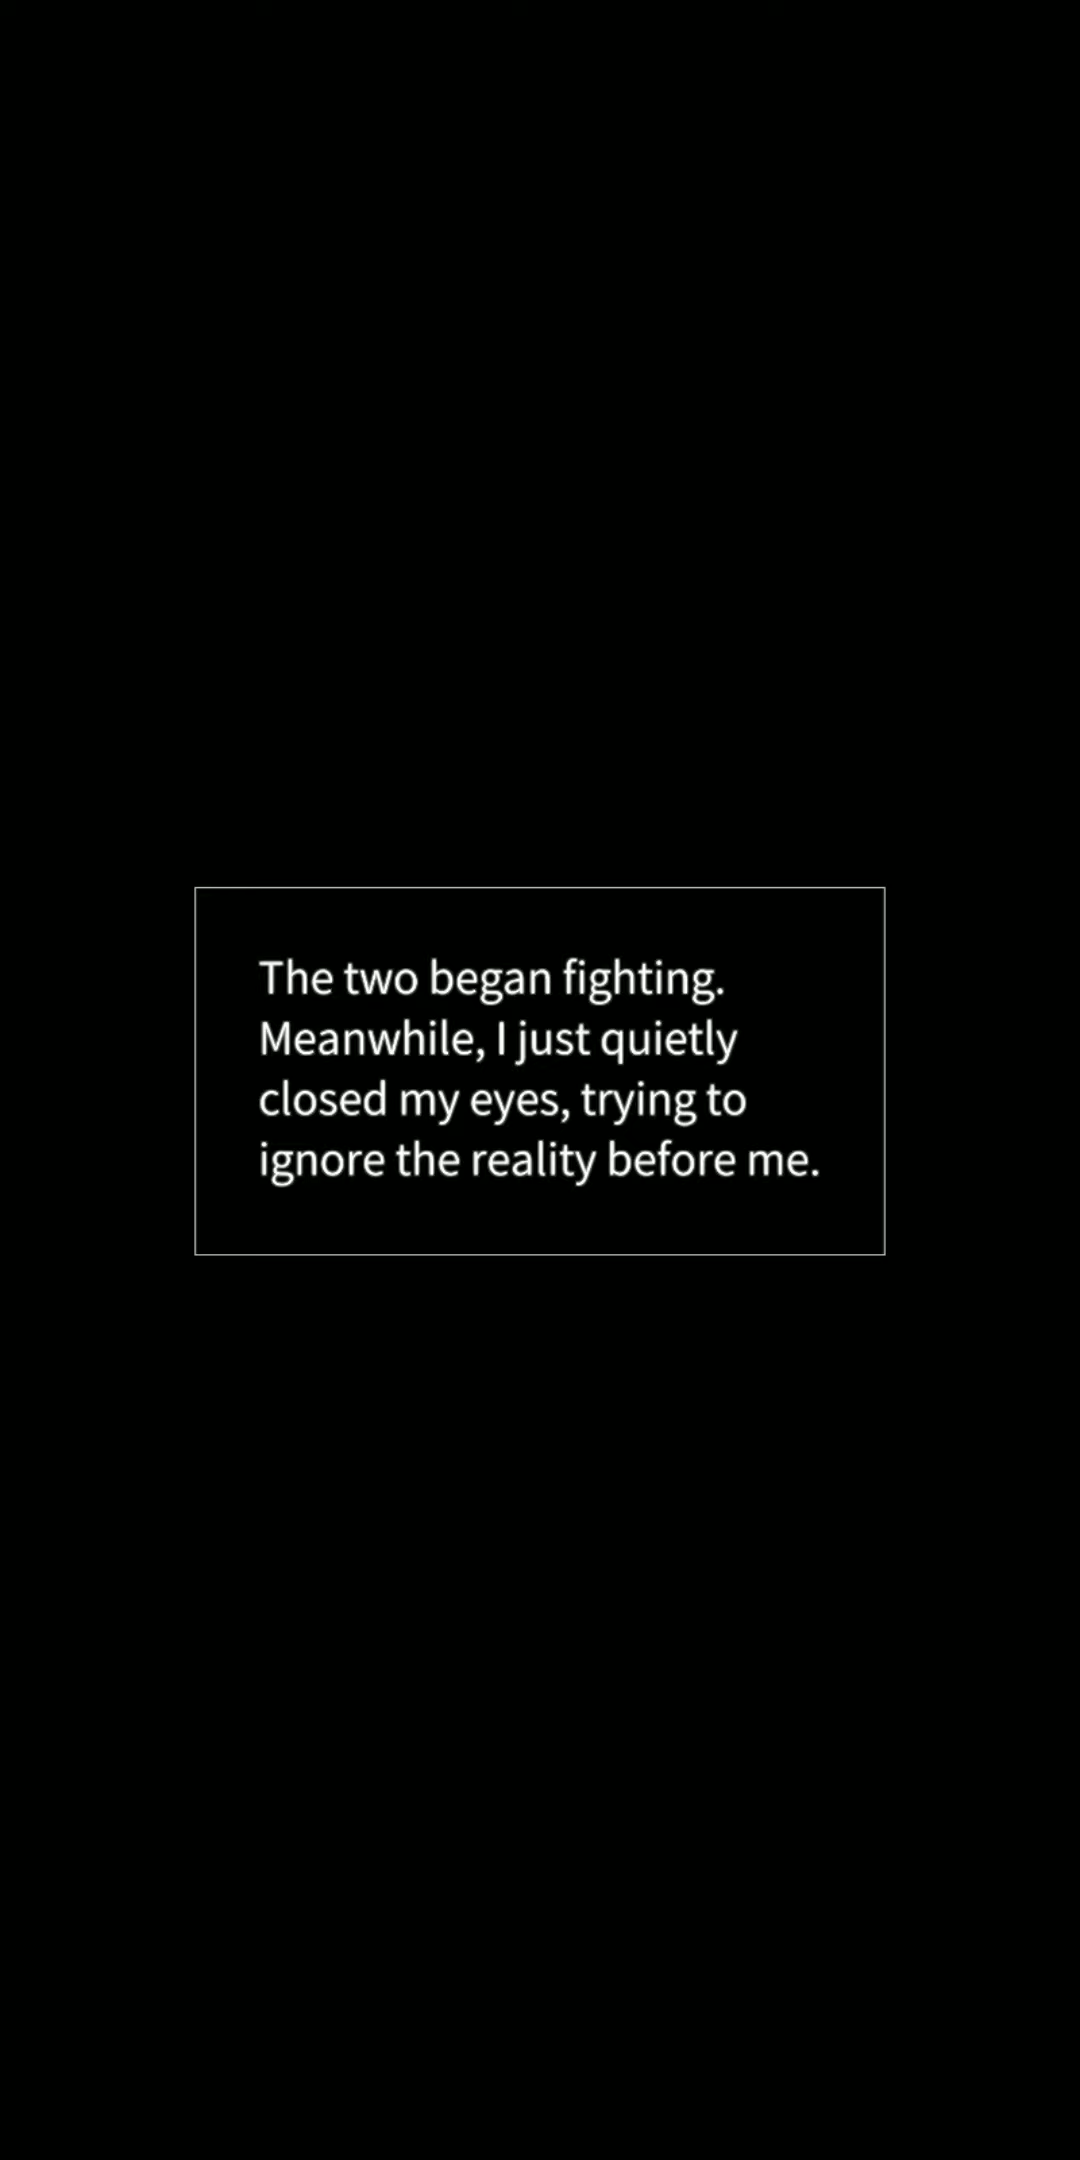 The two began fighting.
Meanwhile, I just quietly
closed my eyes, trying to
ignore the reality before me.